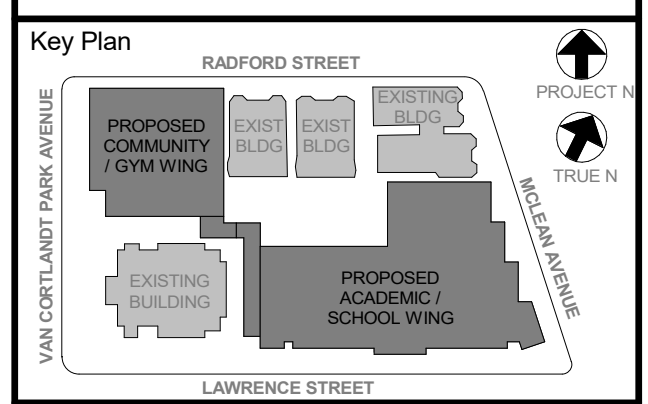 Key Plan
RADFORD STREET
PROJECT N
TRUE N
VAN CORTLANDT PARK AVENUE
PROPOSED
COMMUNITY
/ GYM WING
EXIST
BLDG
EXIST
BLDG
EXISTING
BLDG
MCLEAN AVENUE
EXISTING
BUILDING
PROPOSED
ACADEMIC /
SCHOOL WING
LAWRENCE STREET